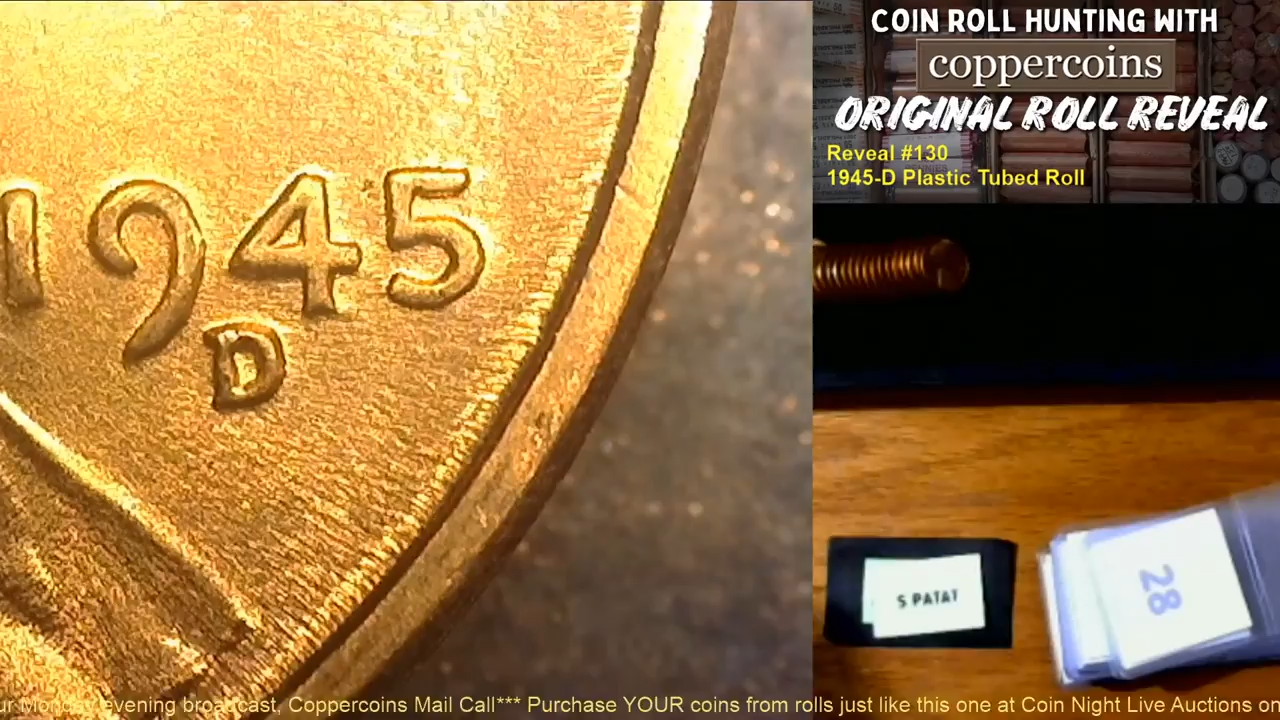 COIN ROLL HUNTING WITH
coppercoins
ORIGINAL ROLL REVEAL
Reveal #130
1945-D Plastic Tubed Roll
1945
D
S PATAT
28
evening broadcast, Coppercoins Mail Call*** Purchase YOUR coins from rolls just like this one at Coin Night Live Auctions on